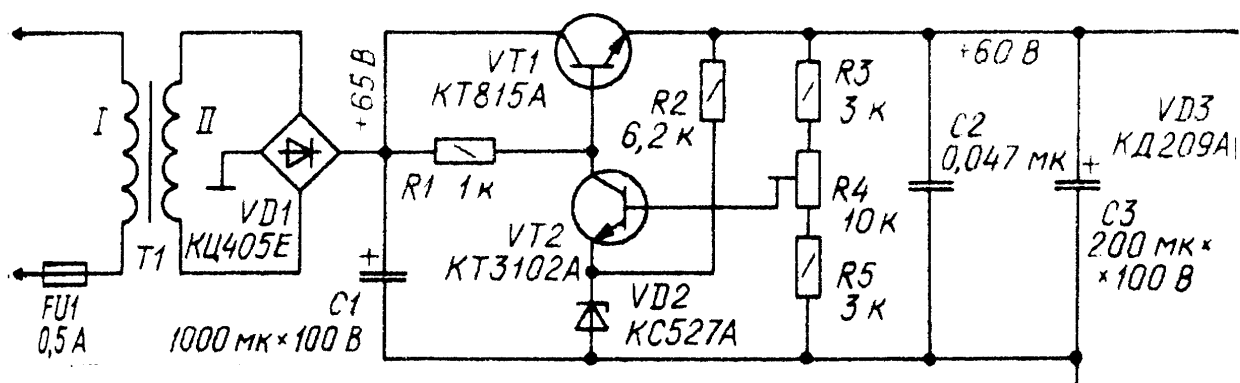 I
II
T1
FU1
0,5 А
VD1
КЦ405Е
+65 В
VT1
КТ815А
R1 1 к
C1
1000 мк × 100 В
VT2
КТ3102А
VD2
КС527А
R2
6,2 к
R3
3 к
R4
10 к
R5
3 к
C2
0,047 мк
+60 В
C3
200 мк ×
× 100 В
VD3
КД209А
+
+